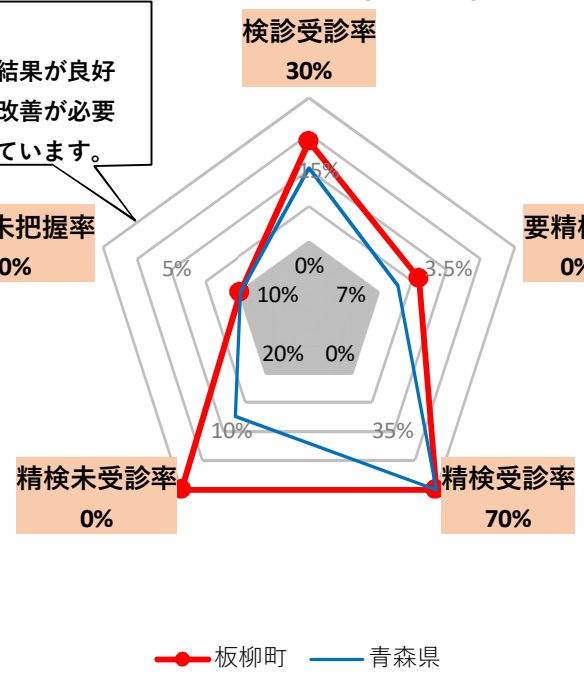 検診受診率
30%
結果が良好
改善が必要
ています。
15%
未把握率
0%
要精
0%
5%
3.5%
0%
10%
7%
20%
0%
10%
35%
精検未受診率
0%
精検受診率
70%
板柳町
青森県